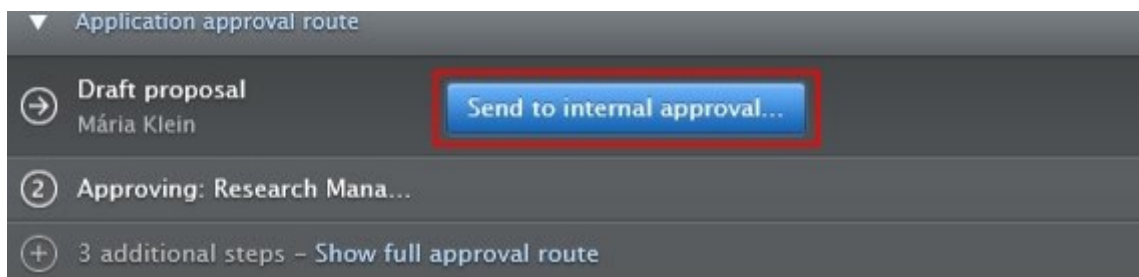 Application approval route
Draft proposal
Send to internal approval...
Mária Klein
2 Approving: Research Mana...
3 additional steps – Show full approval route